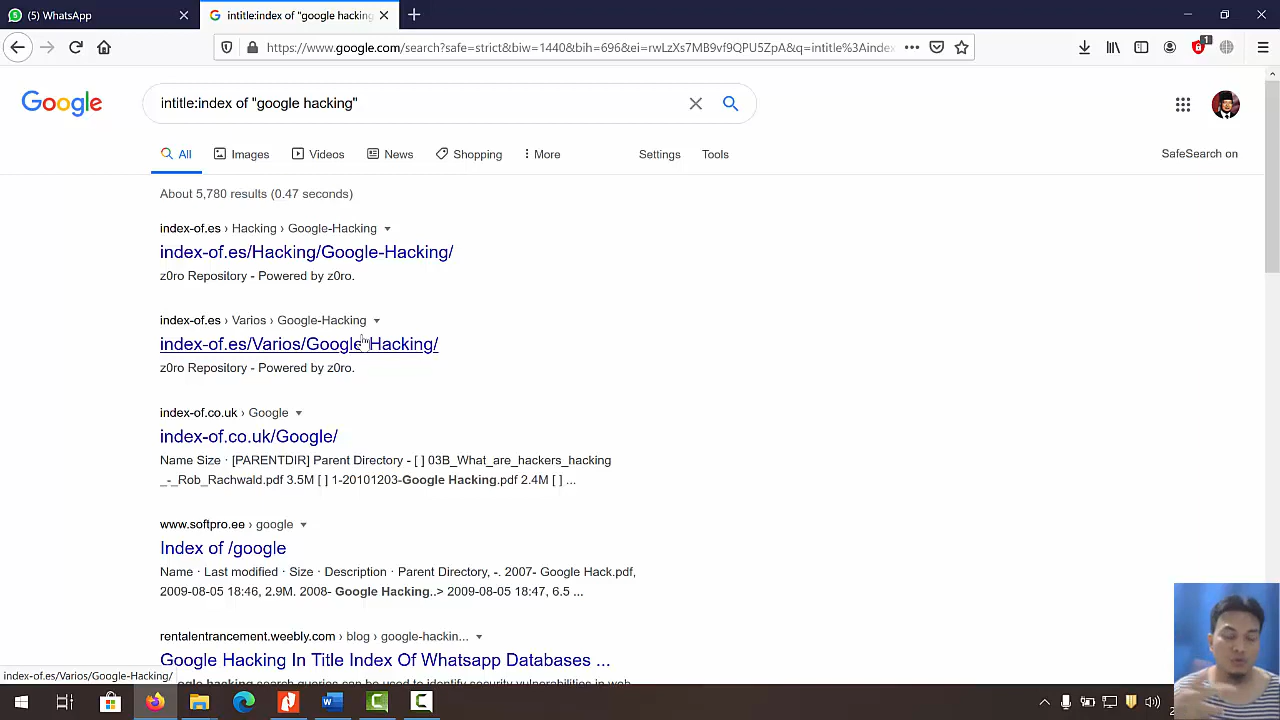 (5) WhatsApp
intitle:index of "google hacking
https://www.google.com/search?safe=strict&biw=1440&bih=696&ei=rwLzXs7MB9vf9QPU5ZpA&q=intitle%3Aindex
1
Google
intitle:index of "google hacking"
All
Images
Videos
News
Shopping
More
Settings
Tools
SafeSearch on
About 5,780 results (0.47 seconds)
index-of.es › Hacking › Google-Hacking
index-of.es/Hacking/Google-Hacking/
z0ro Repository - Powered by z0ro.
index-of.es › Varios › Google-Hacking
index-of.es/Varios/Google-Hacking/
z0ro Repository - Powered by z0ro.
index-of.co.uk › Google
index-of.co.uk/Google/
Name Size · [PARENTDIR] Parent Directory - [ ] 03B_What_are_hackers_hacking
_-_Rob_Rachwald.pdf 3.5M [ ] 1-20101203-Google Hacking.pdf 2.4M [ ] ...
www.softpro.ee › google
Index of /google
Name · Last modified · Size · Description · Parent Directory, -. 2007- Google Hack.pdf,
2009-08-05 18:46, 2.9M. 2008- Google Hacking..> 2009-08-05 18:47, 6.5 ...
rentalentrancement.weebly.com › blog › google-hackin...
Google Hacking In Title Index Of Whatsapp Databases ...
index-of.es/Varios/Google-Hacking/